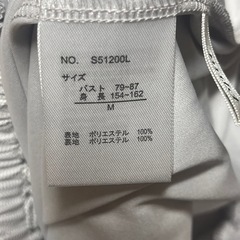 NO. S51200L
サイズ
バスト 79~87
身長 154~162
M
表地 ポリエステル 100%
裏地 ポリエステル 100%